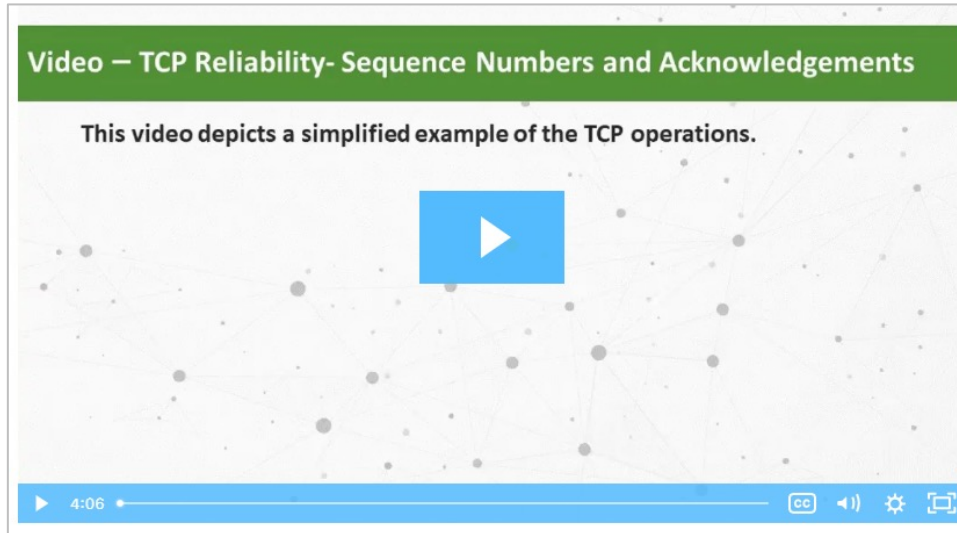 Video – TCP Reliability- Sequence Numbers and Acknowledgements
This video depicts a simplified example of the TCP operations.
4:06
CC